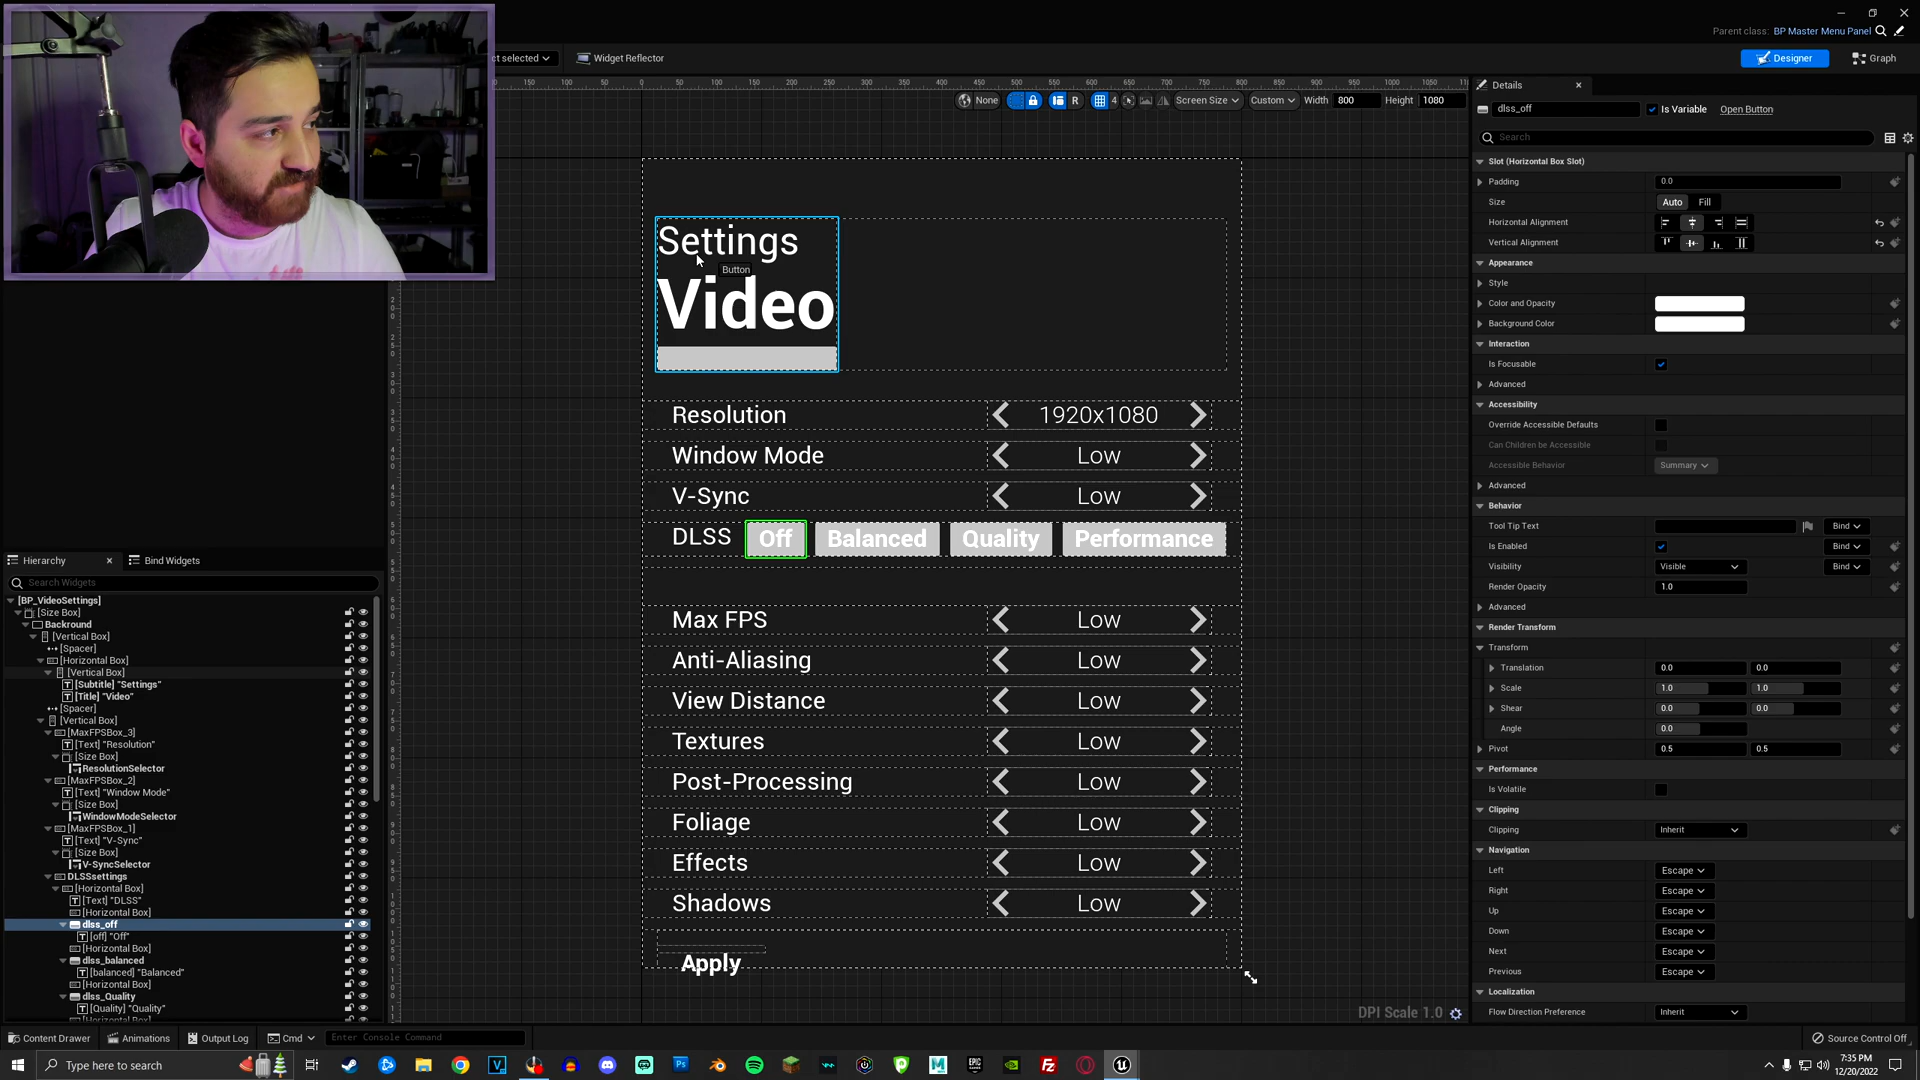 Parent class: BP Master Menu Panel
ct selected
Widget Reflector
Designer
Graph
None
R
4
Screen Size
Custom
Width 800 Height 1080
Settings
Button
Video
Resolution 1920x1080
Window Mode Low
V-Sync Low
DLSS Off Balanced Quality Performance
Max FPS Low
Anti-Aliasing Low
View Distance Low
Textures Low
Post-Processing Low
Foliage Low
Effects Low
Shadows Low
Apply
DPI Scale 1.0
Hierarchy
Bind Widgets
Search Widgets
[BP_VideoSettings]
[Size Box]
Backround
[Vertical Box]
[Spacer]
[Horizontal Box]
[Vertical Box]
[Subtitle] "Settings"
[Title] "Video"
[Spacer]
[Vertical Box]
[MaxFPSBox_3]
[Text] "Resolution"
[Size Box]
ResolutionSelector
[MaxFPSBox_2]
[Text] "Window Mode"
[Size Box]
WindowModeSelector
[MaxFPSBox_1]
[Text] "V-Sync"
[Size Box]
V-SyncSelector
DLSSsettings
[Horizontal Box]
[Text] "DLSS"
[Horizontal Box]
dlss_off
[off] "Off"
[Horizontal Box]
dlss_balanced
[balanced] "Balanced"
[Horizontal Box]
dlss_Quality
[Quality] "Quality"
Details
dlss_off
Is Variable
Open Button
Search
Slot (Horizontal Box Slot)
Padding 0.0
Size Auto Fill
Horizontal Alignment
Vertical Alignment
Appearance
Style
Color and Opacity
Background Color
Interaction
Is Focusable
Advanced
Accessibility
Override Accessible Defaults
Can Children be Accessible
Accessible Behavior Summary
Advanced
Behavior
Tool Tip Text Bind
Is Enabled Bind
Visibility Visible Bind
Render Opacity 1.0
Advanced
Render Transform
Transform
Translation 0.0 0.0
Scale 1.0 1.0
Shear 0.0 0.0
Angle 0.0
Pivot 0.5 0.5
Performance
Is Volatile
Clipping
Clipping Inherit
Navigation
Left Escape
Right Escape
Up Escape
Down Escape
Next Escape
Previous Escape
Localization
Flow Direction Preference Inherit
Content Drawer
Animations
Output Log
Cmd
Enter Console Command
Source Control Off
Type here to search
7:35 PM
12/20/2022